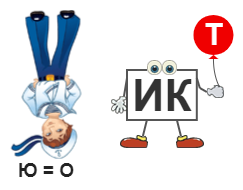 Т
ИК
Ю = О